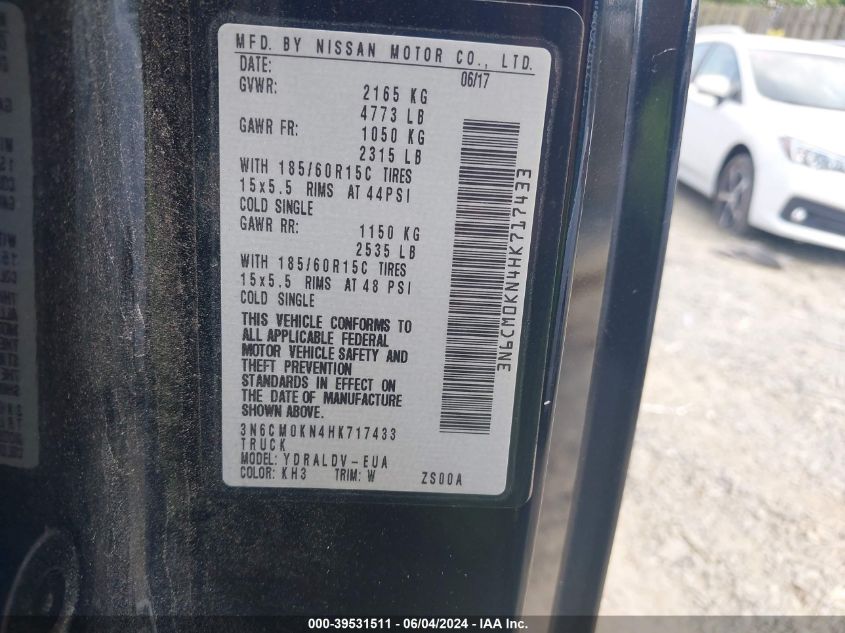 MFD. BY NISSAN MOTOR CO., LTD.
DATE: 06/17
GVWR: 2165 KG
4773 LB
GAWR FR: 1050 KG
2315 LB
WITH 185/60R15C TIRES
15x5.5 RIMS AT 44PSI
COLD SINGLE
GAWR RR: 1150 KG
2535 LB
WITH 185/60R15C TIRES
15x5.5 RIMS AT 48 PSI
COLD SINGLE
THIS VEHICLE CONFORMS TO
ALL APPLICABLE FEDERAL
MOTOR VEHICLE SAFETY AND
THEFT PREVENTION
STANDARDS IN EFFECT ON
THE DATE OF MANUFACTURE
SHOWN ABOVE.
3N6CM0KN4HK717433
TRUCK
MODEL: YDRALDV-EUA
COLOR: KH3 TRIM: W ZS00A
3N6CM0KN4HK717433
000-39531511 - 06/04/2024 - IAA Inc.